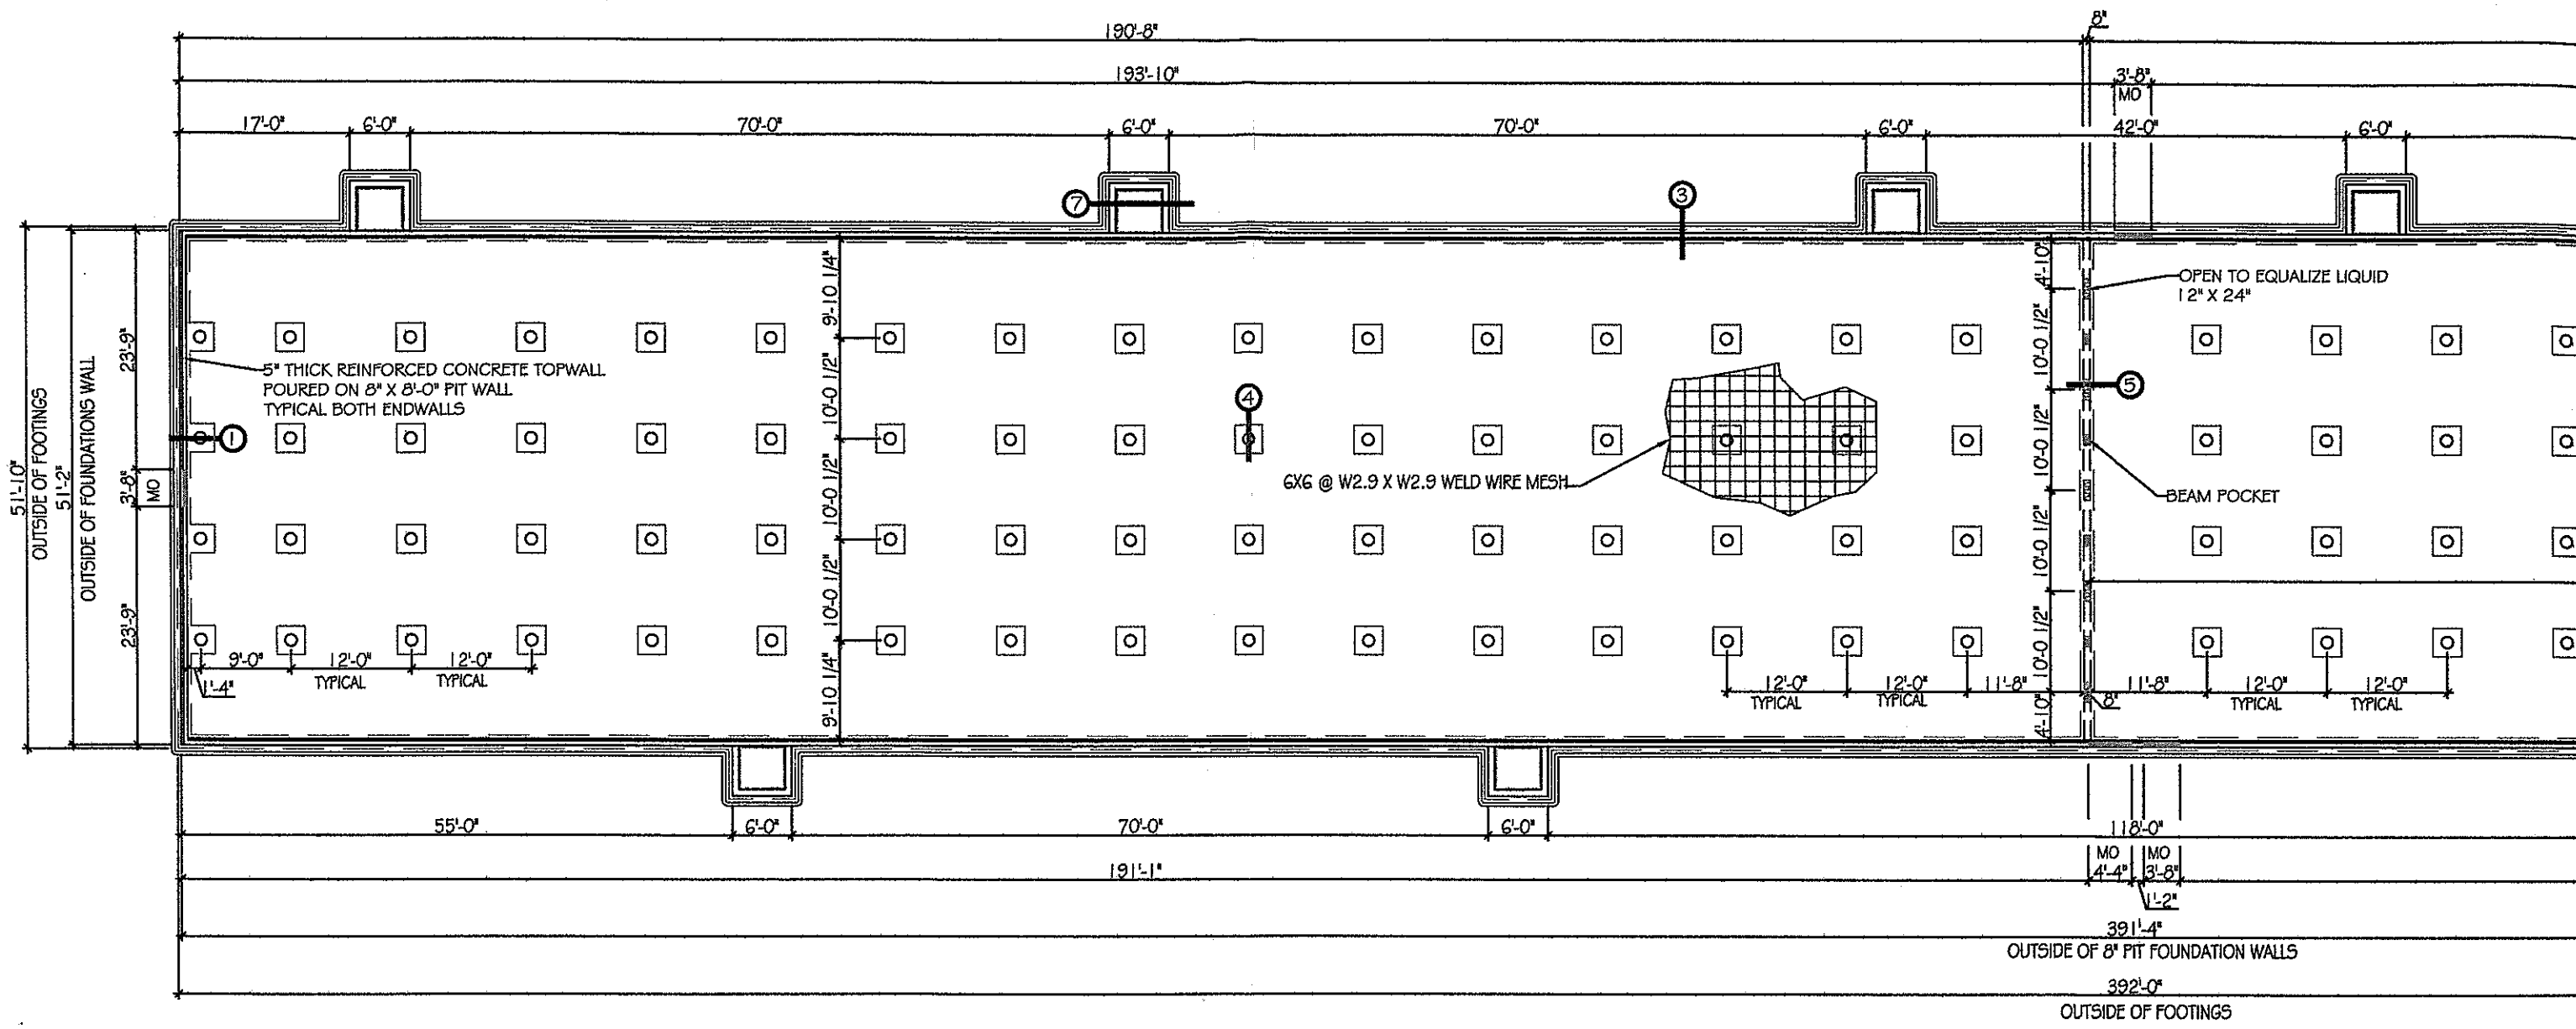 190'-8"
8"
193'-10"
3'-8"
MO
17'-0"
6'-0"
70'-0"
6'-0"
70'-0"
6'-0"
42'-0"
6'-0"
7
3
51'-10"
OUTSIDE OF FOOTINGS
51'-2"
OUTSIDE OF FOUNDATIONS WALL
23'-9"
3'-8"
MO
23'-9"
5" THICK REINFORCED CONCRETE TOPWALL
POURED ON 8" X 8'-0" PIT WALL
TYPICAL BOTH ENDWALLS
1
9'-10 1/4"
10'-0 1/2"
10'-0 1/2"
10'-0 1/2"
9'-10 1/4"
4
6X6 @ W2.9 X W2.9 WELD WIRE MESH
4'-10"
10'-0 1/2"
10'-0 1/2"
10'-0 1/2"
10'-0 1/2"
4'-10"
OPEN TO EQUALIZE LIQUID
12" X 24"
5
BEAM POCKET
1'-4"
9'-0"
12'-0"
TYPICAL
12'-0"
TYPICAL
12'-0"
TYPICAL
12'-0"
TYPICAL
11'-8"
8"
11'-8"
12'-0"
TYPICAL
12'-0"
TYPICAL
55'-0"
6'-0"
70'-0"
6'-0"
118'-0"
191'-1"
MO
4'-4"
MO
3'-8"
1'-2"
391'-4"
OUTSIDE OF 8" PIT FOUNDATION WALLS
392'-0"
OUTSIDE OF FOOTINGS